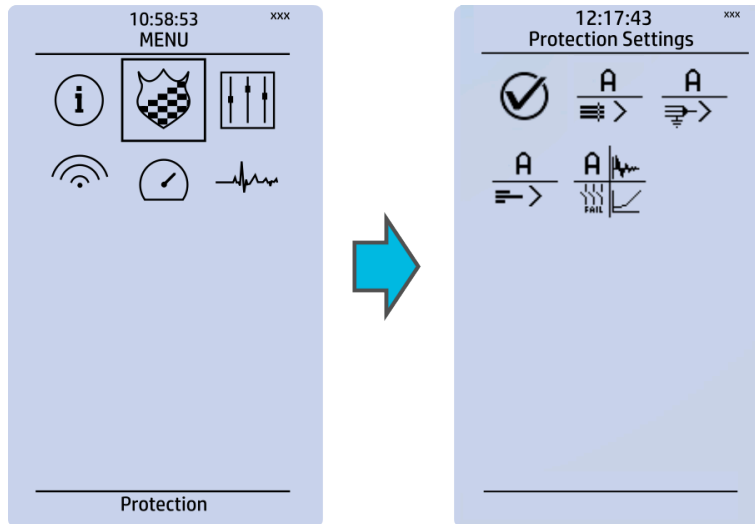 10:58:53
xxx
MENU
i
Protection
12:17:43
xxx
Protection Settings
A
A
A
A
FAIL